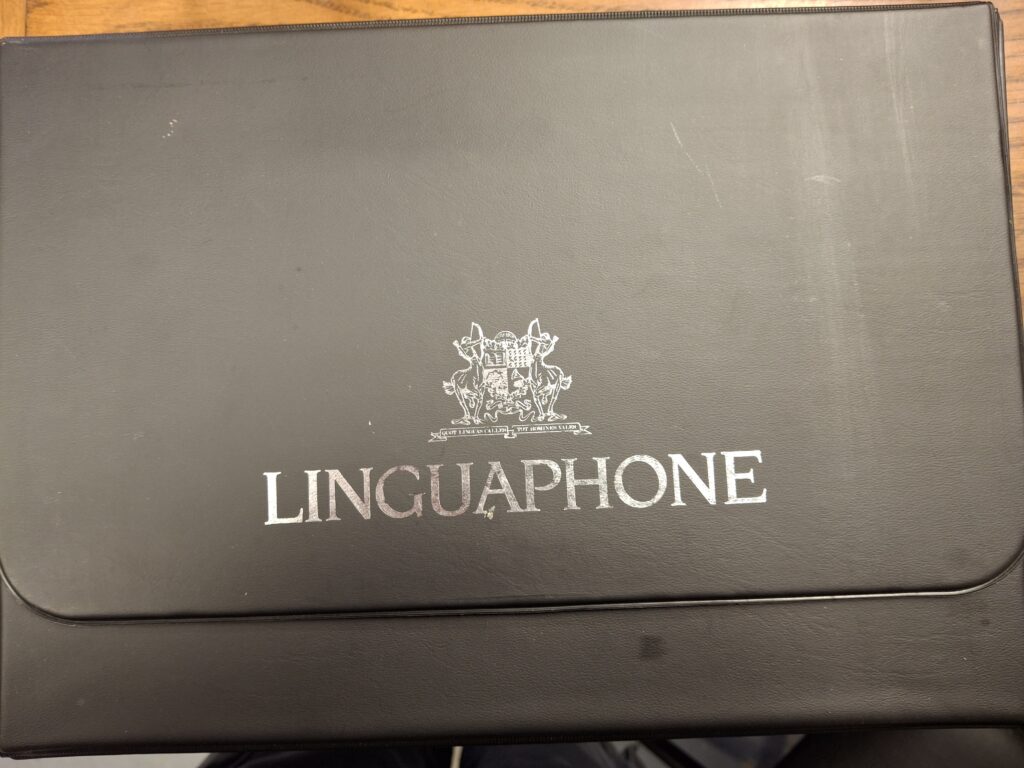 QUOT LINGUAS CALLES TOT HOMINES VALES
LINGUAPHONE